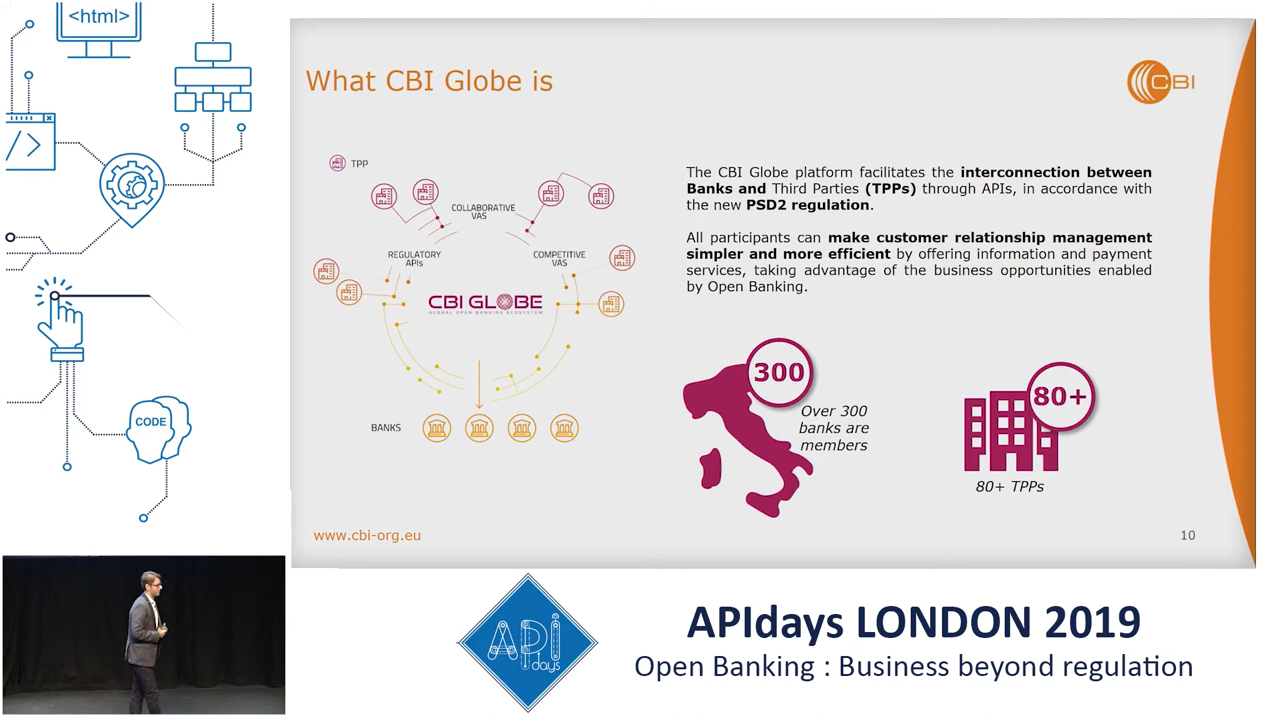 <html>
</>
CODE
What CBI Globe is
CBI
TPP
COLLABORATIVE
VAS
REGULATORY
APIs
COMPETITIVE
VAS
CBI GLOBE
GLOBAL OPEN BANKING ECOSYSTEM
BANKS
The CBI Globe platform facilitates the interconnection between
Banks and Third Parties (TPPs) through APIs, in accordance with
the new PSD2 regulation.
All participants can make customer relationship management
simpler and more efficient by offering information and payment
services, taking advantage of the business opportunities enabled
by Open Banking.
300
Over 300
banks are
members
80+
80+ TPPs
www.cbi-org.eu
10
API
days
APIdays LONDON 2019
Open Banking : Business beyond regulation